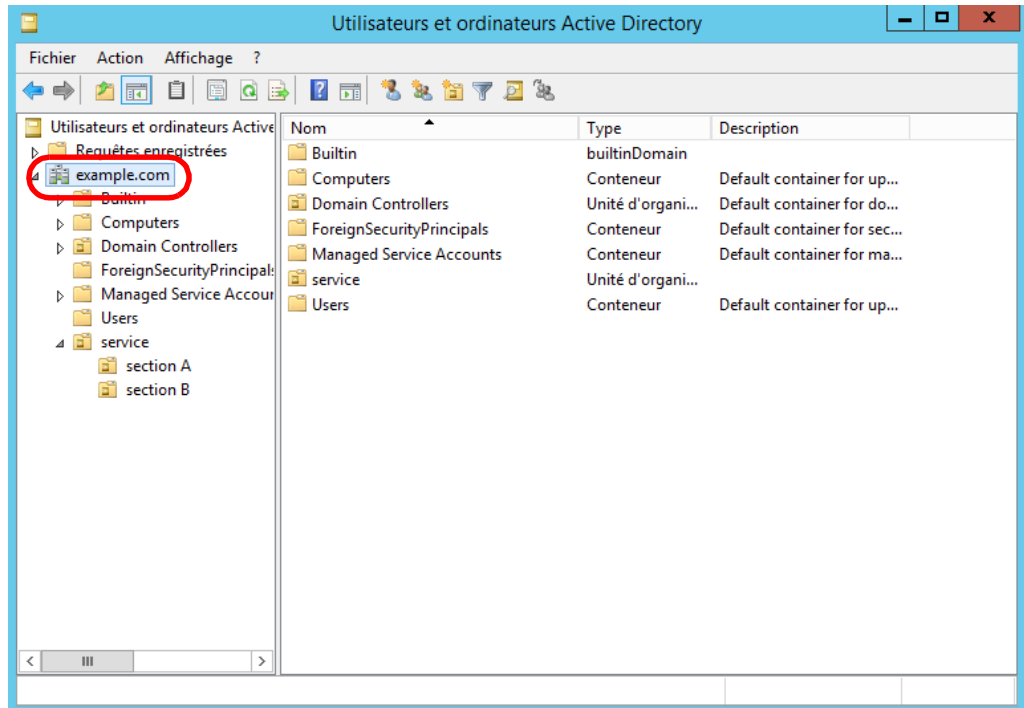 Utilisateurs et ordinateurs Active Directory
Fichier Action Affichage ?
Utilisateurs et ordinateurs Active
Requêtes enregistrées
example.com
Builtin
Computers
Domain Controllers
ForeignSecurityPrincipals
Managed Service Accour
Users
service
section A
section B
Nom Type Description
Builtin builtinDomain
Computers Conteneur Default container for up...
Domain Controllers Unité d'organi... Default container for do...
ForeignSecurityPrincipals Conteneur Default container for sec...
Managed Service Accounts Conteneur Default container for ma...
service Unité d'organi...
Users Conteneur Default container for up...